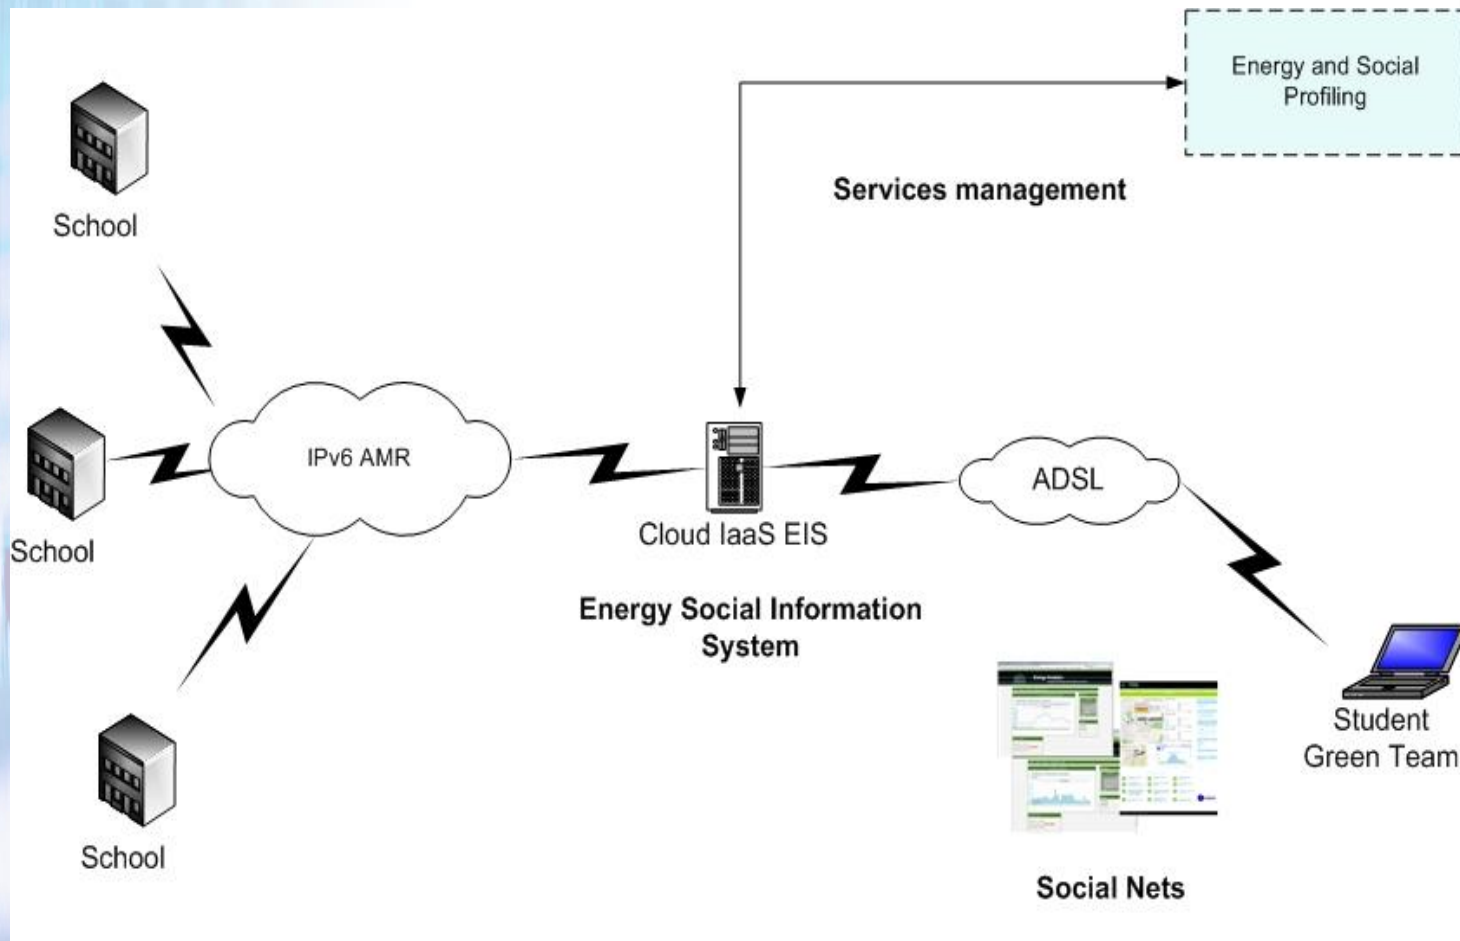 Energy and Social
Profiling
Services management
School
IPv6 AMR
ADSL
School
Cloud IaaS EIS
Energy Social Information
System
Student
Green Team
School
Social Nets